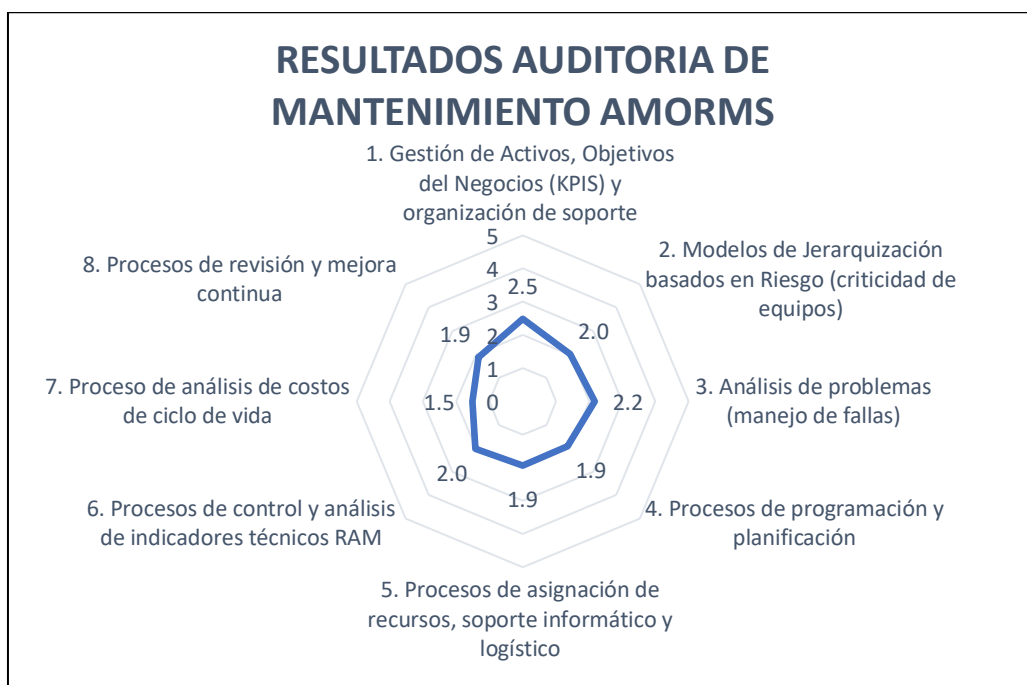 RESULTADOS AUDITORIA DE
MANTENIMIENTO AMORMS
1. Gestión de Activos, Objetivos
del Negocios (KPIS) y
organización de soporte
2. Modelos de Jerarquización
basados en Riesgo (criticidad de
equipos)
3. Análisis de problemas
(manejo de fallas)
4. Procesos de programación y
planificación
5. Procesos de asignación de
recursos, soporte informático y
logístico
6. Procesos de control y análisis
de indicadores técnicos RAM
7. Proceso de análisis de costos
de ciclo de vida
8. Procesos de revisión y mejora
continua
5
4
3
2
1
0
2.5
2.0
2.2
1.9
1.9
2.0
1.5
1.9